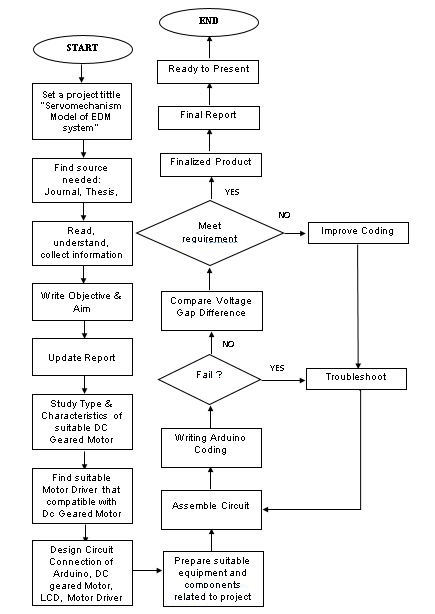 START
Set a project tittle
"Servomechanism
Model of EDM
system"
Find source
needed:
Journal, Thesis,
Read,
understand,
collect information
Write Objective &
Aim
Update Report
Study Type &
Characteristics of
suitable DC
Geared Motor
Find suitable
Motor Driver that
compatible with
Dc Geared Motor
Design Circuit
Connection of
Arduino, DC
geared Motor,
LCD, Motor Driver
Prepare suitable
equipment and
components
related to project
Assemble Circuit
Writing Arduino
Coding
Fail ?
YES
Troubleshoot
NO
Compare Voltage
Gap Difference
Meet
requirement
NO
Improve Coding
YES
Finalized Product
Final Report
Ready to Present
END